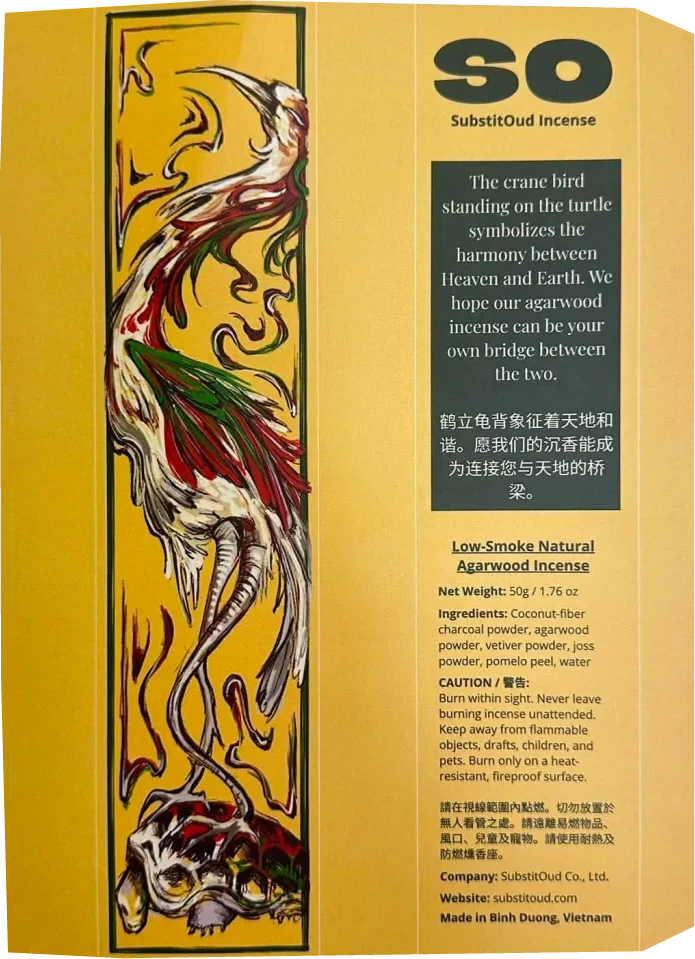 SO
SubstitOud Incense
The crane bird
standing on the turtle
symbolizes the
harmony between
Heaven and Earth. We
hope our agarwood
incense can be your
own bridge between
the two.
鹤立龟背象征着天地和
谐。愿我们的沉香能成
为连接您与天地的桥
梁。
Low-Smoke Natural
Agarwood Incense
Net Weight: 50g / 1.76 oz
Ingredients: Coconut-fiber
charcoal powder, agarwood
powder, vetiver powder, joss
powder, pomelo peel, water
CAUTION / 警告:
Burn within sight. Never leave
burning incense unattended.
Keep away from flammable
objects, drafts, children, and
pets. Burn only on a heat-
resistant, fireproof surface.
請在視線範圍內點燃。切勿放置於
無人看管之處。請遠離易燃物品、
風口、兒童及寵物。請使用耐熱及
防燃燻香座。
Company: SubstitOud Co., Ltd.
Website: substitoud.com
Made in Binh Duong, Vietnam